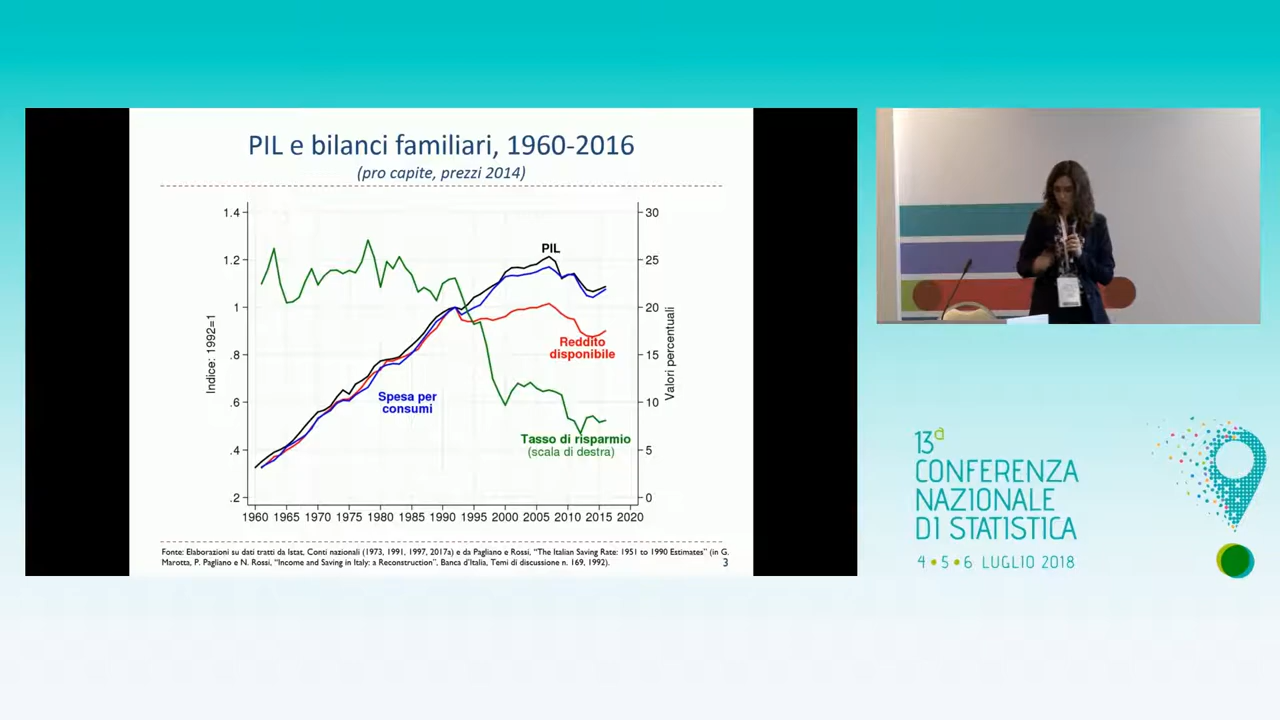 PIL e bilanci familiari, 1960-2016
(pro capite, prezzi 2014)
1.4
1.2
1
.8
.6
.4
.2
Indice: 1992=1
30
25
20
15
10
5
0
Valori percentuali
PIL
Reddito
disponibile
Spesa per
consumi
Tasso di risparmio
(scala di destra)
1960 1965 1970 1975 1980 1985 1990 1995 2000 2005 2010 2015 2020
Fonte: Elaborazioni su dati tratti da Istat, Conti nazionali (1973, 1991, 1997, 2017a) e da Pagliano e Rossi, “The Italian Saving Rate: 1951 to 1990 Estimates” (in G.
Marotta, P. Pagliano e N. Rossi, “Income and Saving in Italy: a Reconstruction”, Banca d’Italia, Temi di discussione n. 169, 1992).
3
13ª
CONFERENZA
NAZIONALE
DI STATISTICA
4•5•6 LUGLIO 2018